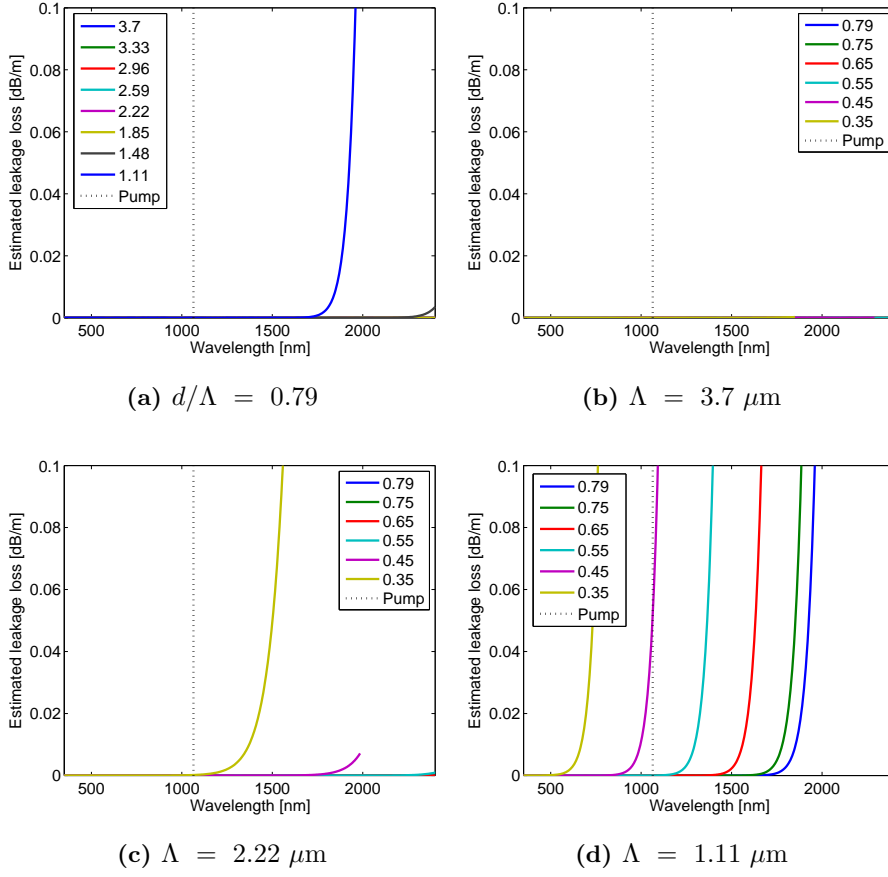 Estimated leakage loss [dB/m]
0.1
0.08
0.06
0.04
0.02
0
500 1000 1500 2000
Wavelength [nm]
3.7
3.33
2.96
2.59
2.22
1.85
1.48
1.11
Pump
(a) d/Λ = 0.79
Estimated leakage loss [dB/m]
0.1
0.08
0.06
0.04
0.02
0
500 1000 1500 2000
Wavelength [nm]
0.79
0.75
0.65
0.55
0.45
0.35
Pump
(b) Λ = 3.7 μm
Estimated leakage loss [dB/m]
0.1
0.08
0.06
0.04
0.02
0
500 1000 1500 2000
Wavelength [nm]
0.79
0.75
0.65
0.55
0.45
0.35
Pump
(c) Λ = 2.22 μm
Estimated leakage loss [dB/m]
0.1
0.08
0.06
0.04
0.02
0
500 1000 1500 2000
Wavelength [nm]
0.79
0.75
0.65
0.55
0.45
0.35
Pump
(d) Λ = 1.11 μm